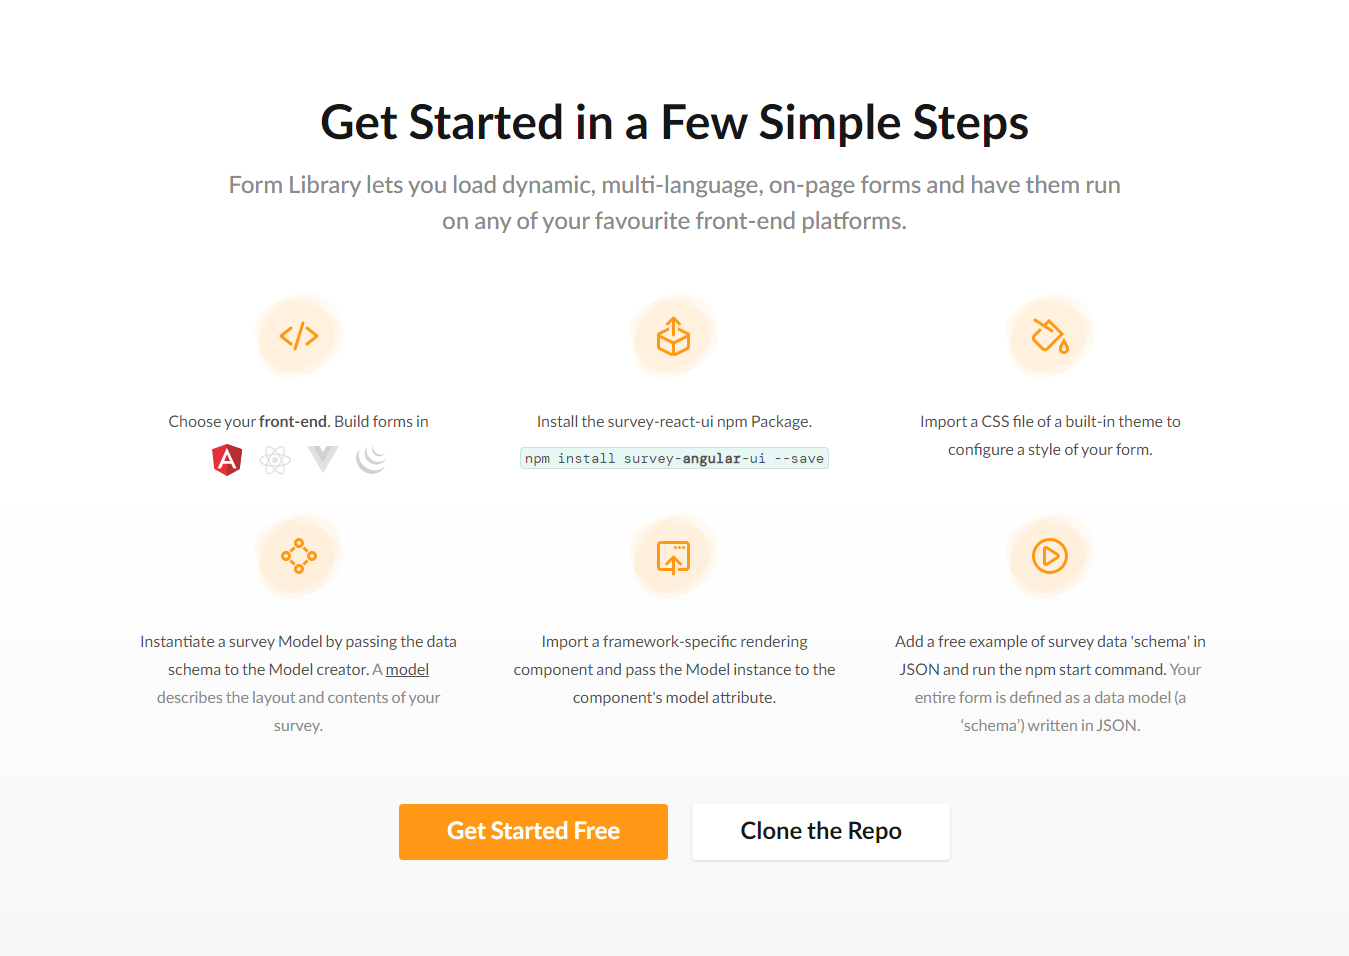 Get Started in a Few Simple Steps
Form Library lets you load dynamic, multi-language, on-page forms and have them run
on any of your favourite front-end platforms.
Choose your front-end. Build forms in
A
Install the survey-react-ui npm Package.
npm install survey-angular-ui --save
Import a CSS file of a built-in theme to
configure a style of your form.
Instantiate a survey Model by passing the data
schema to the Model creator. A model
describes the layout and contents of your
survey.
Import a framework-specific rendering
component and pass the Model instance to the
component's model attribute.
Add a free example of survey data 'schema' in
JSON and run the npm start command. Your
entire form is defined as a data model (a
‘schema’) written in JSON.
Get Started Free
Clone the Repo